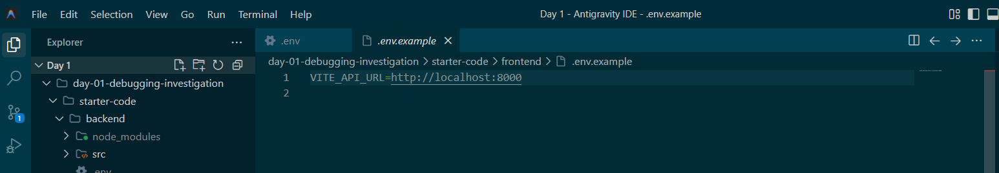 File Edit Selection View Go Run Terminal Help Day 1 - Antigravity IDE - .env.example
Explorer ...
.env
.env.example
Day 1
day-01-debugging-investigation > starter-code > frontend > .env.example
1 VITE_API_URL=http://localhost:8000
2
day-01-debugging-investigation
starter-code
backend
1
node_modules
src
.env